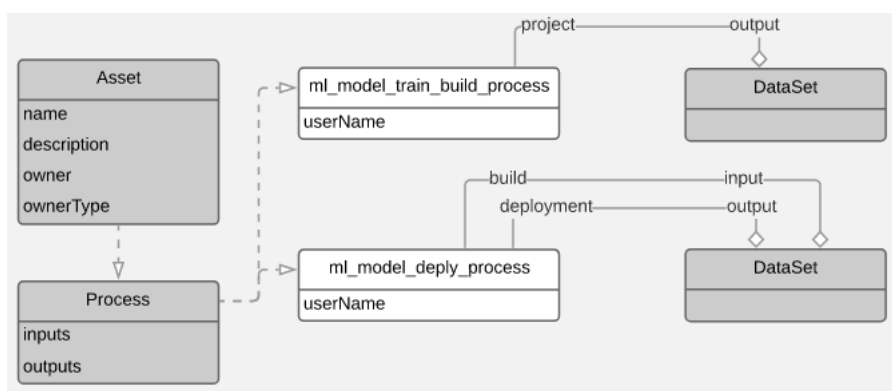 project output
Asset
ml_model_train_build_process
DataSet
name
userName
description
owner
build input
ownerType
deployment output
ml_model_deply_process
DataSet
Process
userName
inputs
outputs